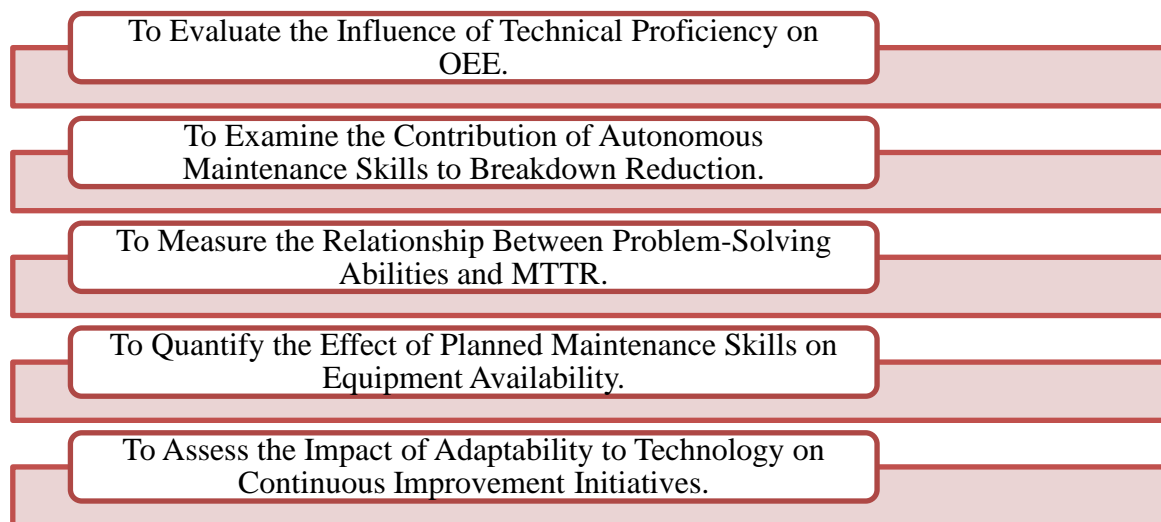 To Evaluate the Influence of Technical Proficiency on
OEE.
To Examine the Contribution of Autonomous
Maintenance Skills to Breakdown Reduction.
To Measure the Relationship Between Problem-Solving
Abilities and MTTR.
To Quantify the Effect of Planned Maintenance Skills on
Equipment Availability.
To Assess the Impact of Adaptability to Technology on
Continuous Improvement Initiatives.